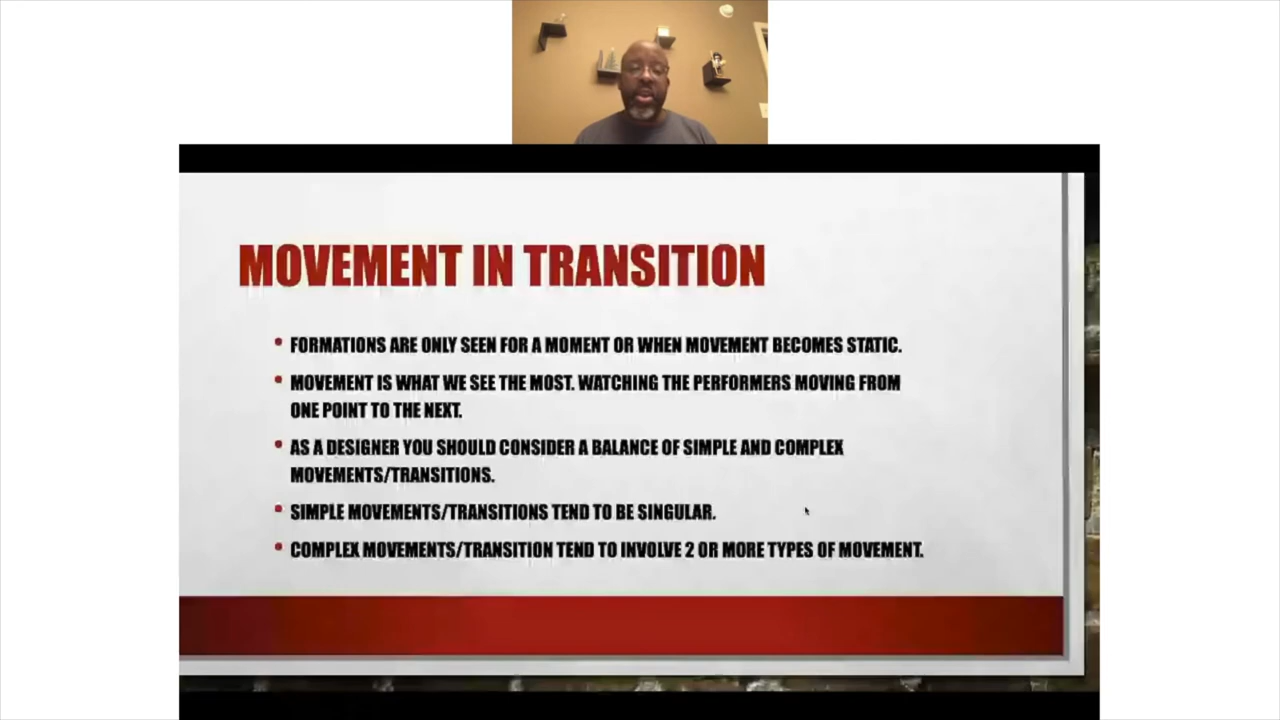 MOVEMENT IN TRANSITION
• FORMATIONS ARE ONLY SEEN FOR A MOMENT OR WHEN MOVEMENT BECOMES STATIC.
• MOVEMENT IS WHAT WE SEE THE MOST. WATCHING THE PERFORMERS MOVING FROM
ONE POINT TO THE NEXT.
• AS A DESIGNER YOU SHOULD CONSIDER A BALANCE OF SIMPLE AND COMPLEX
MOVEMENTS/TRANSITIONS.
• SIMPLE MOVEMENTS/TRANSITIONS TEND TO BE SINGULAR.
• COMPLEX MOVEMENTS/TRANSITION TEND TO INVOLVE 2 OR MORE TYPES OF MOVEMENT.